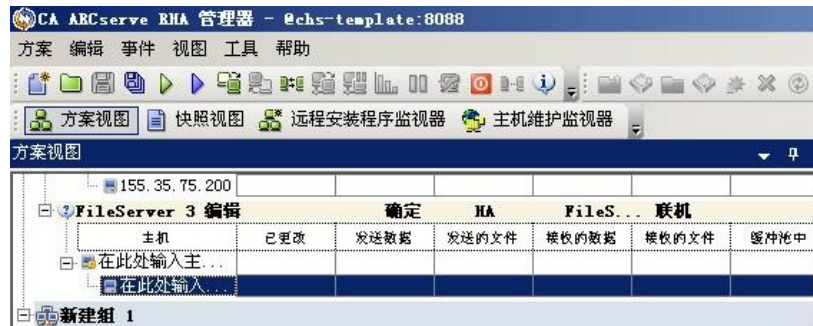 CA ARCserve RHA 管理器 - @chs-template:8088
方案 编辑 事件 视图 工具 帮助
方案视图 快照视图 远程安装程序监视器 主机维护监视器
方案视图
155.35.75.200
FileServer 3 编辑 确定 HA FileS... 联机
主机 已更改 发送数据 发送的文件 接收的数据 接收的文件 缓冲池中
在此处输入主...
在此处输入...
新建组 1